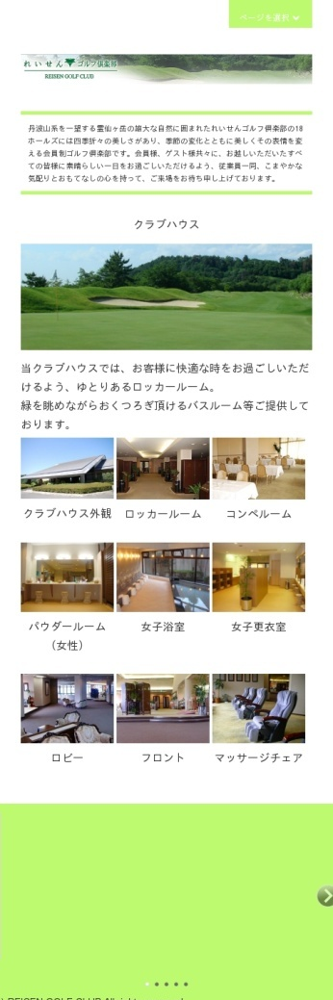 ページを選択
れいせん ゴルフ倶楽部
REISEN GOLF CLUB
丹波山系を一望する霊仙ヶ岳の雄大な自然に囲まれたれいせんゴルフ倶楽部の18
ホールズには四季折々の美しさがあり、季節の変化とともに美しくその表情を変
える会員制ゴルフ倶楽部です。会員様、ゲスト様共々に、お越しいただいたすべ
ての皆様に素晴らしい一日をお過ごしいただけるよう、従業員一同、こまやかな
気配りとおもてなしの心を持って、ご来場をお待ち申し上げております。
クラブハウス
当クラブハウスでは、お客様に快適な時をお過ごしいただ
けるよう、ゆとりあるロッカールーム。
緑を眺めながらおくつろぎ頂けるバスルーム等ご提供して
おります。
クラブハウス外観 ロッカールーム コンペルーム
パウダールーム 女子浴室 女子更衣室
（女性）
ロビー フロント マッサージチェア